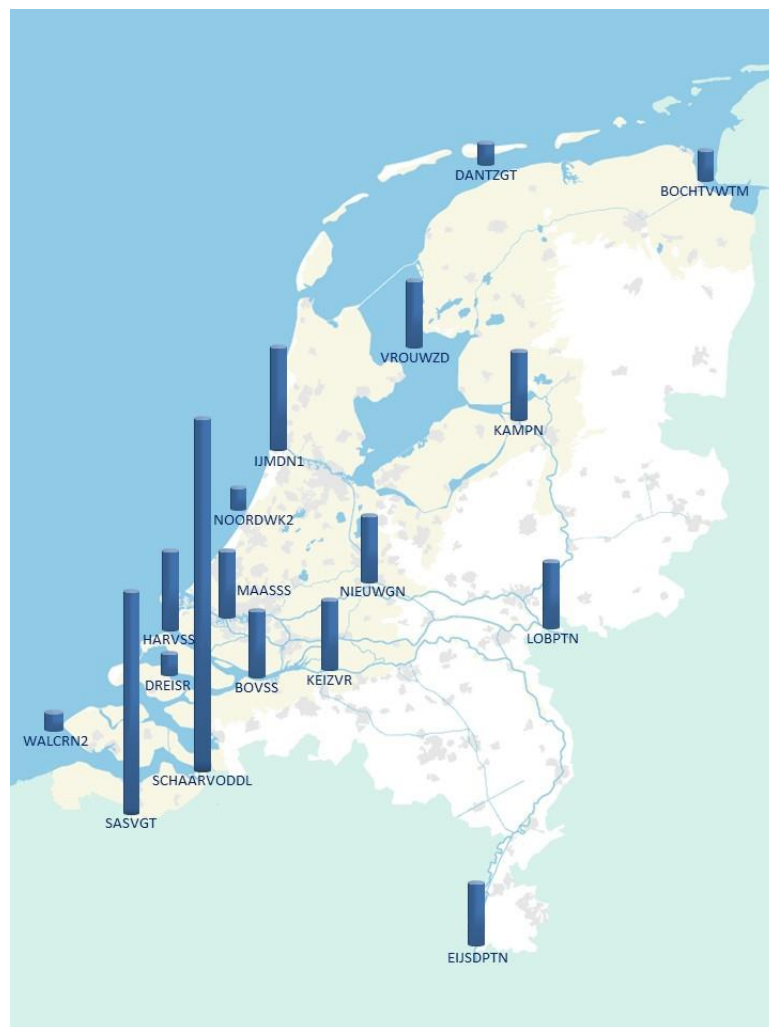 DANTZGT
BOCHTVWTM
VROUWZD
KAMPN
IJMDN1
NOORDWK2
MAASSS
NIEUWGN
HARVSS
LOBPTN
DREISR
BOVSS
KEIZVR
WALCRN2
SCHAARVODDL
SASVGT
EIJSDPTN